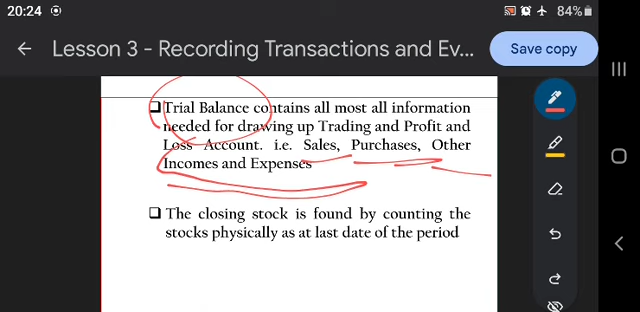 20:24
84%
Lesson 3 - Recording Transactions and Ev...
Save copy
Trial Balance contains all most all information
needed for drawing up Trading and Profit and
Loss Account. i.e. Sales, Purchases, Other
Incomes and Expenses
The closing stock is found by counting the
stocks physically as at last date of the period